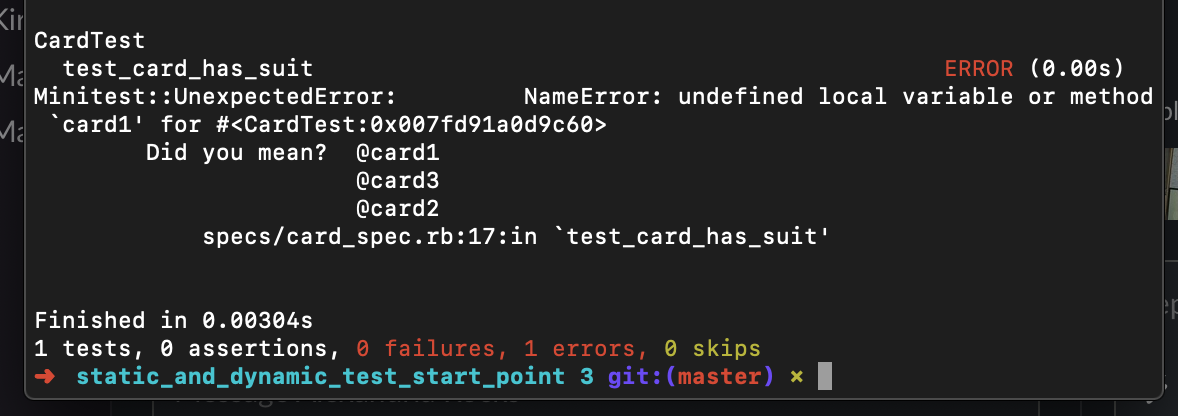 CardTest
test_card_has_suit ERROR (0.00s)
Minitest::UnexpectedError: NameError: undefined local variable or method
`card1' for #<CardTest:0x007fd91a0d9c60>
Did you mean? @card1
@card3
@card2
specs/card_spec.rb:17:in `test_card_has_suit'
Finished in 0.00304s
1 tests, 0 assertions, 0 failures, 1 errors, 0 skips
➜ static_and_dynamic_test_start_point 3 git:(master) ×